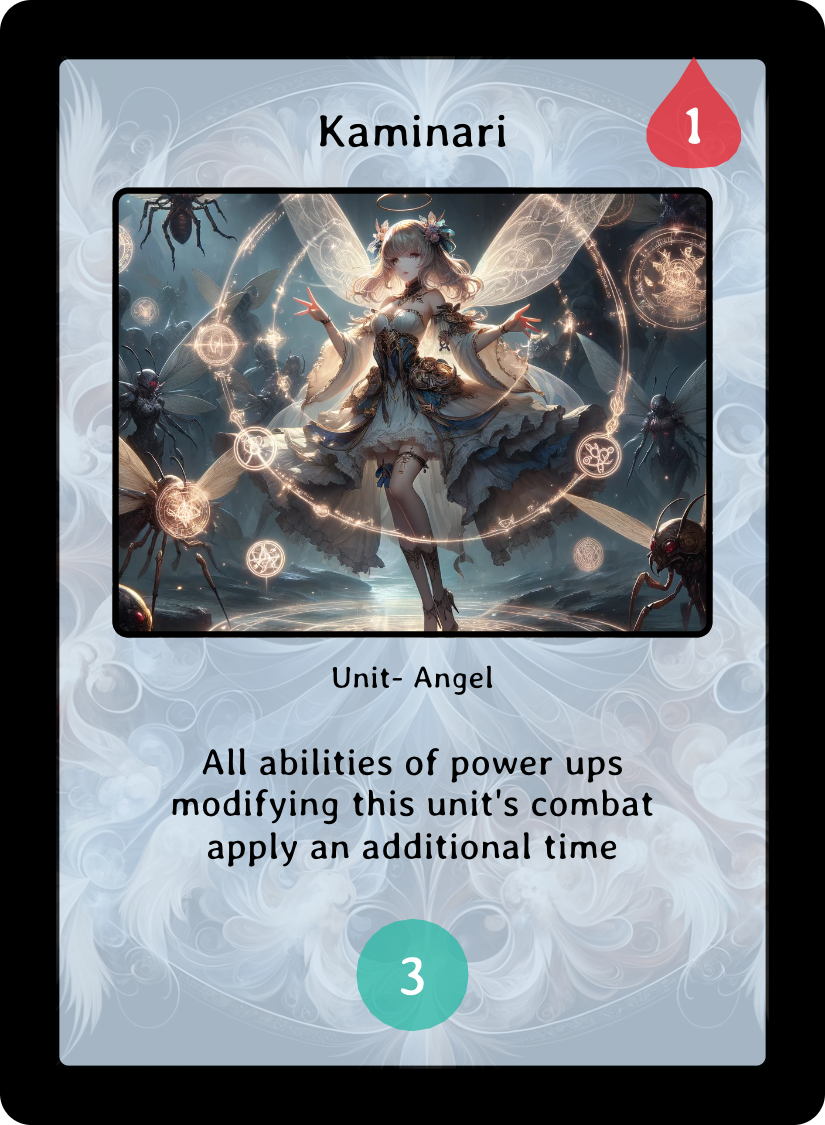 Kaminari
1
Unit- Angel
All abilities of power ups
modifying this unit's combat
apply an additional time
3